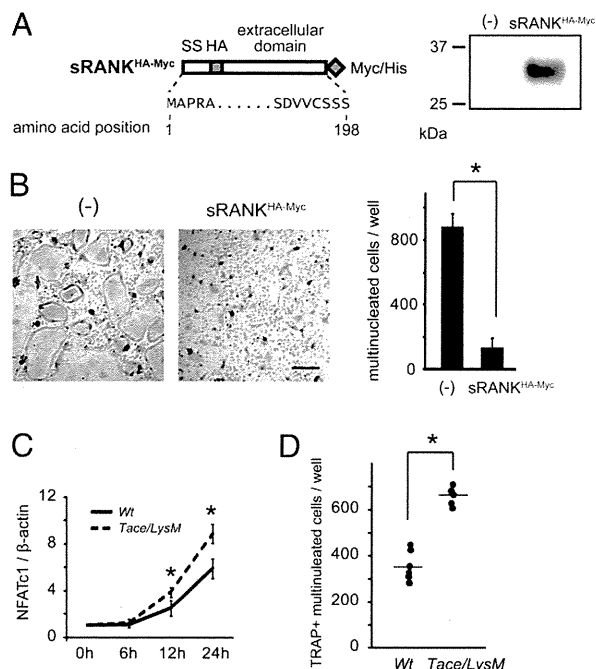 A
extracellular
domain
SS HA
sRANKHA-Myc
Myc/His
MAPRA......SDVVCSSS
amino acid position
1
198
(-) sRANKHA-Myc
37
25
kDa
B
(-)
sRANKHA-Myc
*
multinucleated cells / well
800
400
0
(-) sRANKHA-Myc
C
NFATc1 / β-actin
12
8
4
0
Wt
Tace/LysM
*
*
0h 6h 12h 24h
D
*
TRAP+ multinuleated cells / well
600
400
200
0
Wt Tace/LysM